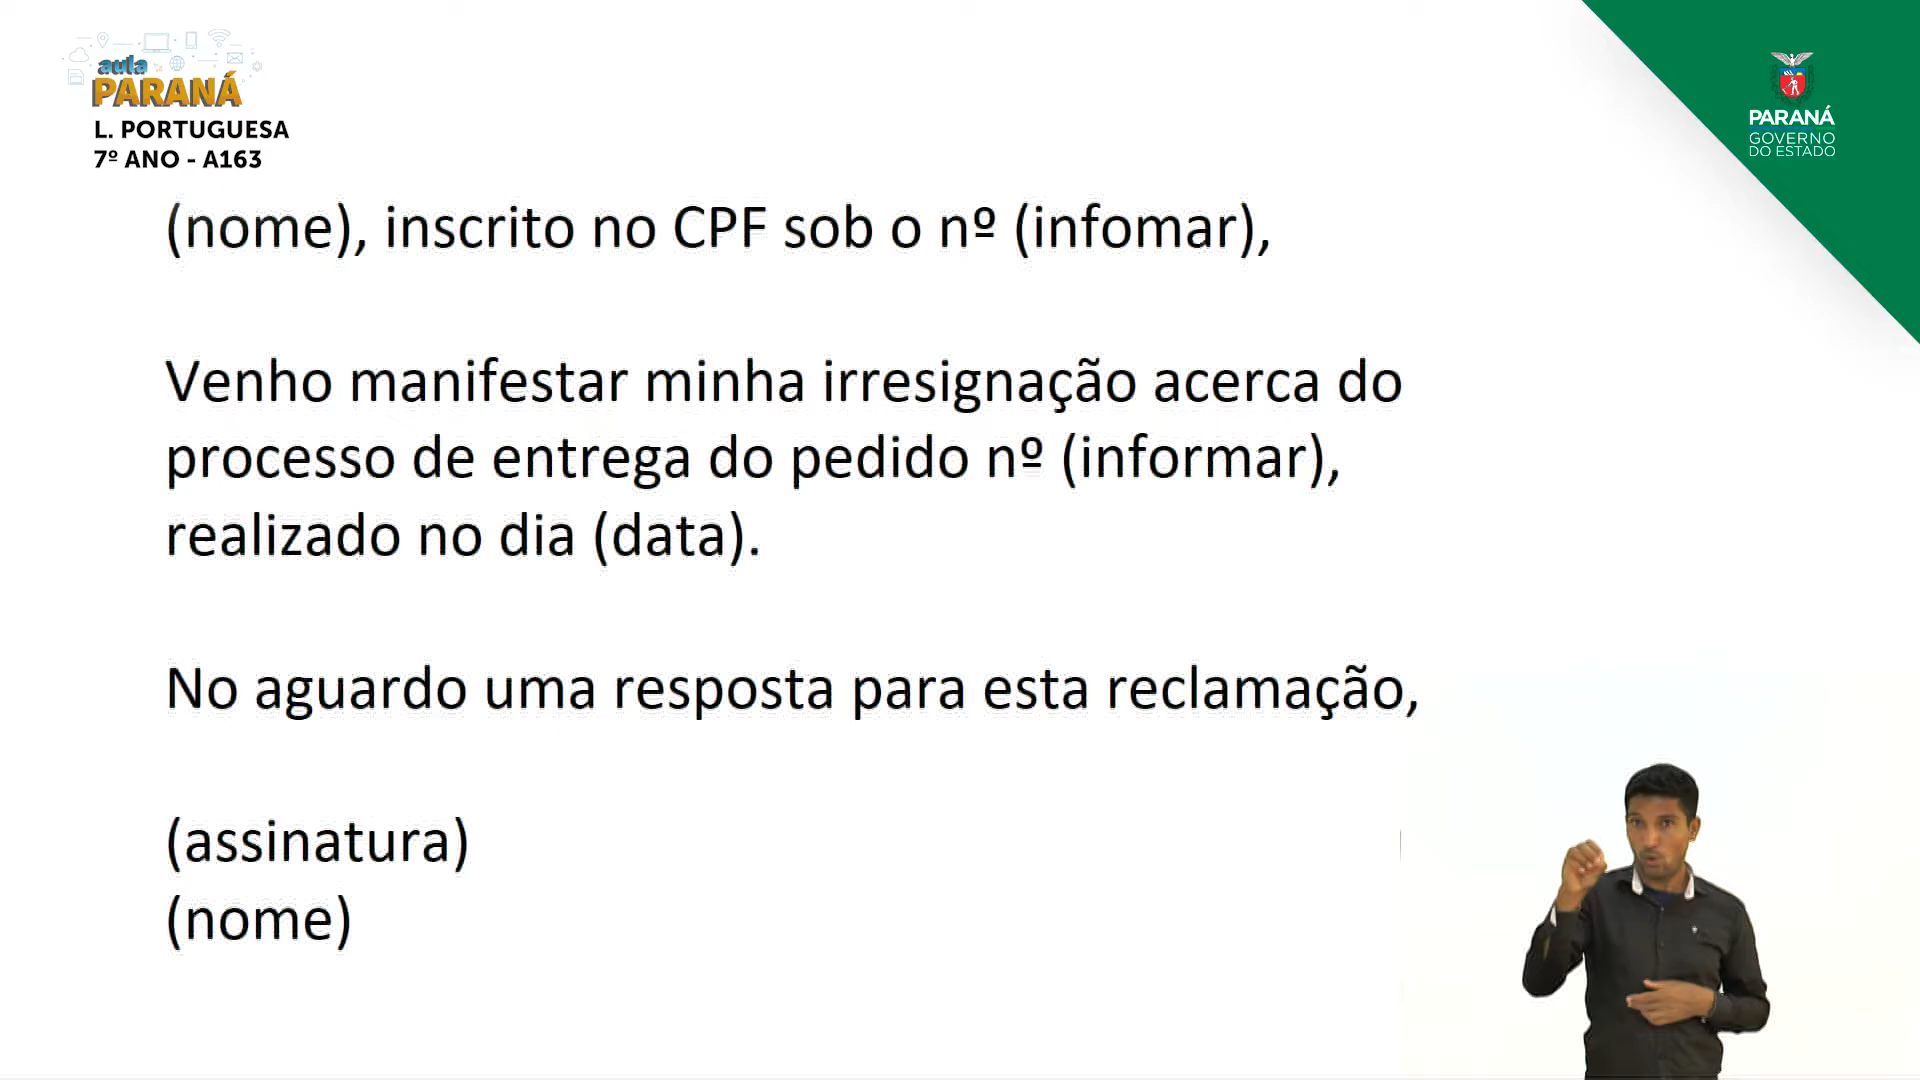 aula
PARANÁ
L. PORTUGUESA
7º ANO - A163
PARANÁ
GOVERNO
DO ESTADO
(nome), inscrito no CPF sob o nº (infomar),
Venho manifestar minha irresignação acerca do
processo de entrega do pedido nº (informar),
realizado no dia (data).
No aguardo uma resposta para esta reclamação,
(assinatura)
(nome)